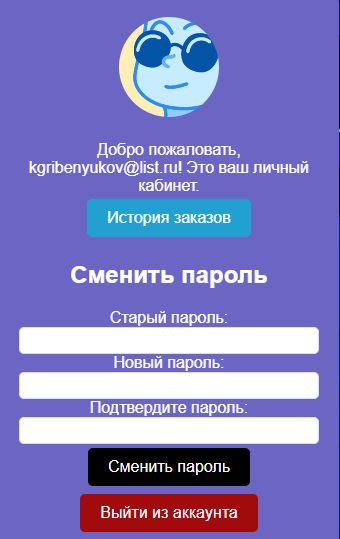 Добро пожаловать,
kgribenyukov@list.ru! Это ваш личный
кабинет.
История заказов
Сменить пароль
Старый пароль:
Новый пароль:
Подтвердите пароль:
Сменить пароль
Выйти из аккаунта